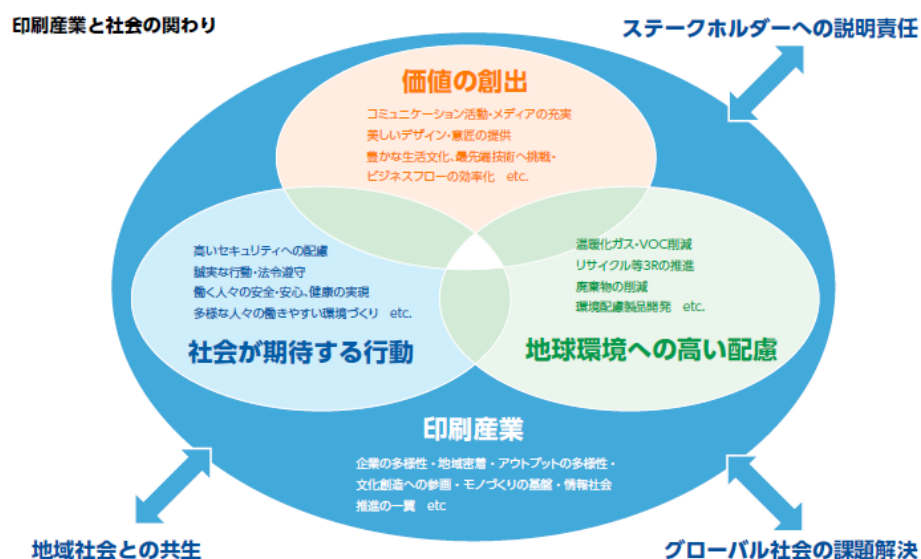 印刷産業と社会の関わり
ステークホルダーへの説明責任
価値の創出
コミュニケーション活動・メディアの充実
美しいデザイン・意匠の提供
豊かな生活文化、最先端技術へ挑戦・
ビジネスフローの効率化 etc.
高いセキュリティへの配慮
誠実な行動・法令遵守
働く人々の安全・安心、健康の実現
多様な人々の働きやすい環境づくり etc.
社会が期待する行動
温暖化ガス・VOC削減
リサイクル等3Rの推進
廃棄物の削減
環境配慮製品開発 etc.
地球環境への高い配慮
印刷産業
企業の多様性・地域密着・アウトプットの多様性・
文化創造への参画・モノづくりの基盤・情報社会
推進の一翼 etc
地域社会との共生
グローバル社会の課題解決